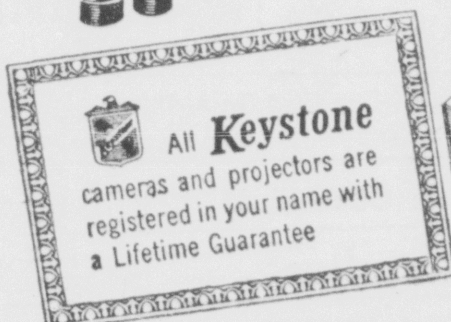 All Keystone
cameras and projectors are
registered in your name with
a Lifetime Guarantee